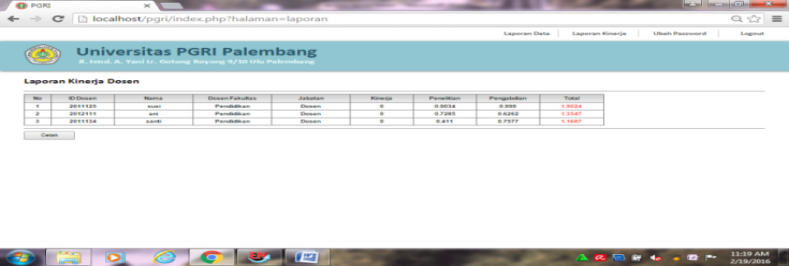 PGRI
localhost/pgri/index.php?halaman=laporan
Laporan Data Laporan Kinerja Ubah Password Logout
Universitas PGRI Palembang
Jl. Jend. A. Yani Lr. Gotong Royong 9/10 Ulu Palembang
Laporan Kinerja Dosen
No ID Dosen Nama Dosen Fakultas Jabatan Kinerja Penelitian Pengabdian Total
1 2011125 susi Pendidikan Dosen 0 0.9034 0.999 1.9024
2 2012111 ani Pendidikan Dosen 0 0.7285 0.6262 1.3547
3 2011134 santi Pendidikan Dosen 0 0.411 0.7577 1.1687
Cetak
11:19 AM
2/19/2016